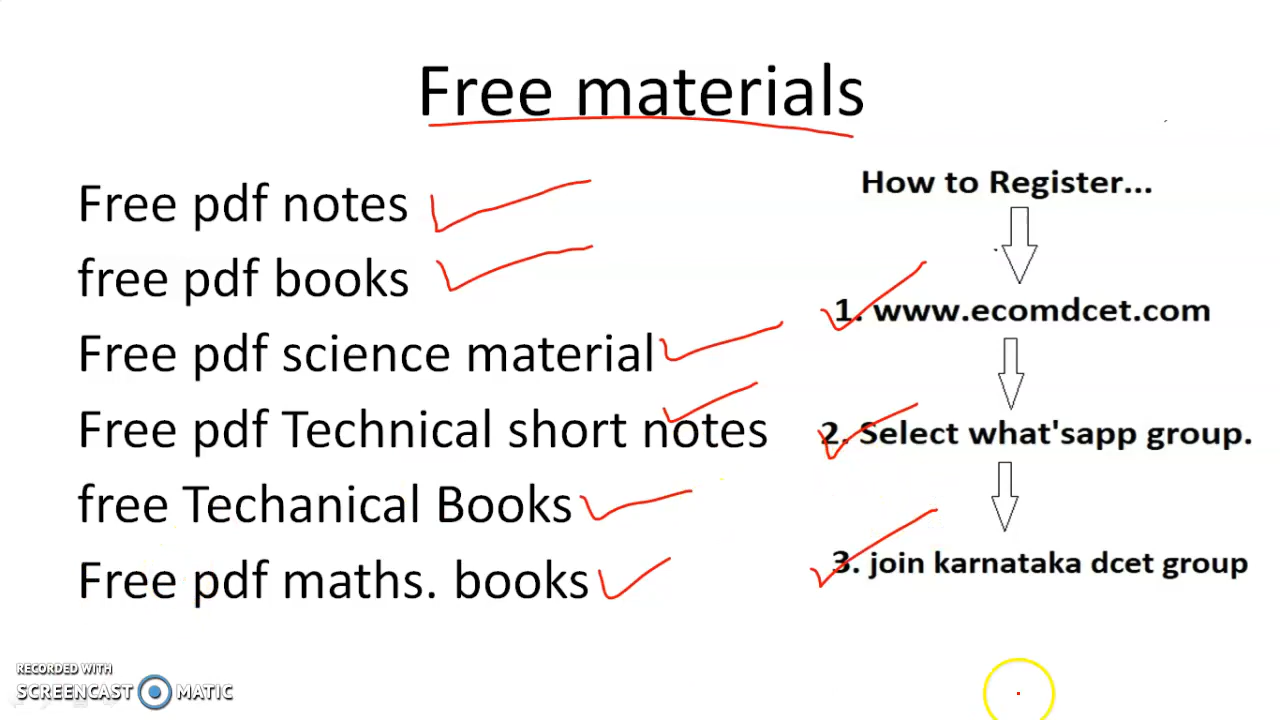 Free materials
Free pdf notes
free pdf books
Free pdf science material
Free pdf Technical short notes
free Techanical Books
Free pdf maths. books
How to Register...
1. www.ecomdcet.com
2. Select what'sapp group.
3. join karnataka dcet group
RECORDED WITH
SCREENCAST MATIC